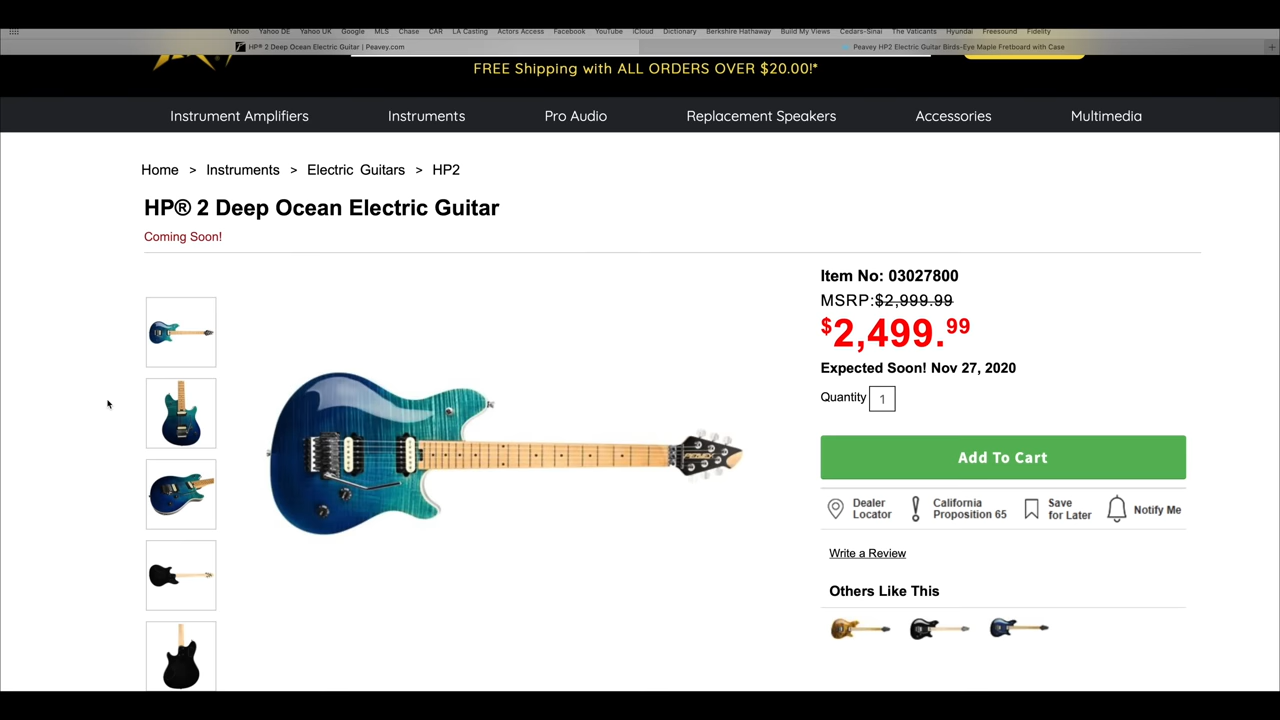 Yahoo Yahoo DE Yahoo UK Google MLS Chase CAR LA Casting Actors Access Facebook YouTube iCloud Dictionary Berkshire Hathaway Build My Views Cedars-Sinai The Vaticants Hyundai Freesound Fidelity
HP® 2 Deep Ocean Electric Guitar | Peavey.com
Peavey HP2 Electric Guitar Birds-Eye Maple Fretboard with Case
FREE Shipping with ALL ORDERS OVER $20.00!*
Instrument Amplifiers Instruments Pro Audio Replacement Speakers Accessories Multimedia
Home > Instruments > Electric Guitars > HP2
HP® 2 Deep Ocean Electric Guitar
Coming Soon!
Item No: 03027800
MSRP:$2,999.99
$2,499.99
Expected Soon! Nov 27, 2020
Quantity 1
Add To Cart
Dealer Locator
California Proposition 65
Save for Later
Notify Me
Write a Review
Others Like This
PEAVEY